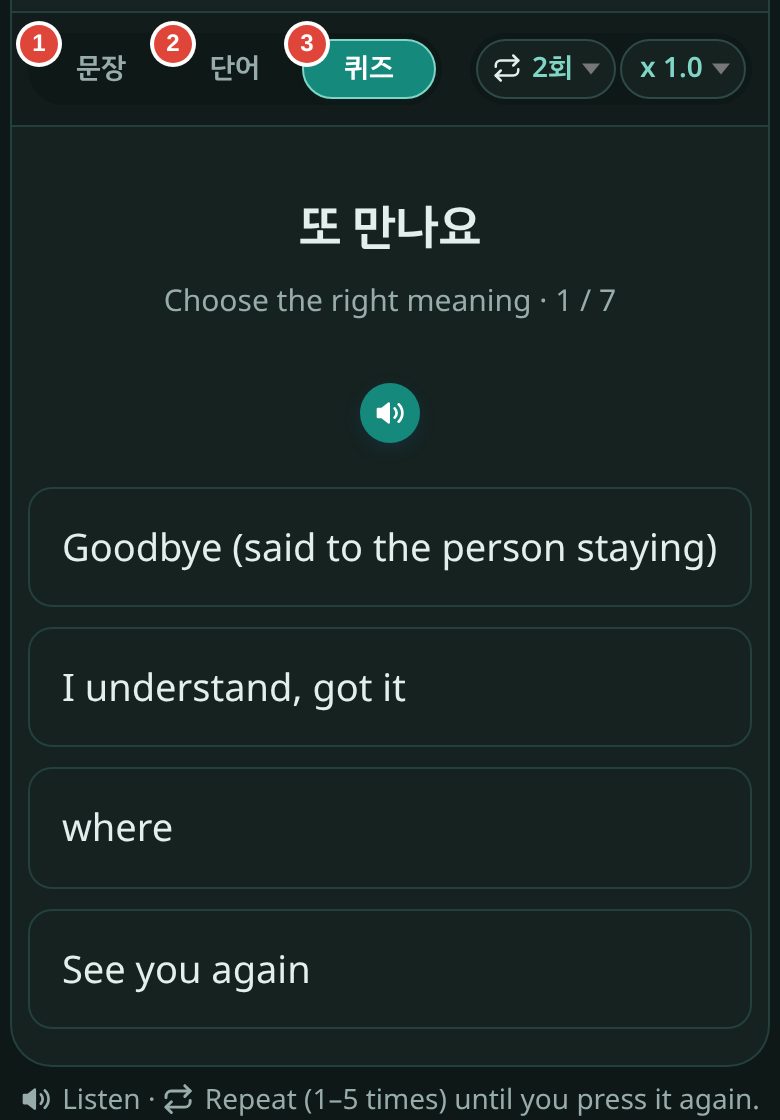 1 문장 2 단어 3 퀴즈 2회 x 1.0
또 만나요
Choose the right meaning · 1 / 7
Goodbye (said to the person staying)
I understand, got it
where
See you again
Listen · Repeat (1–5 times) until you press it again.